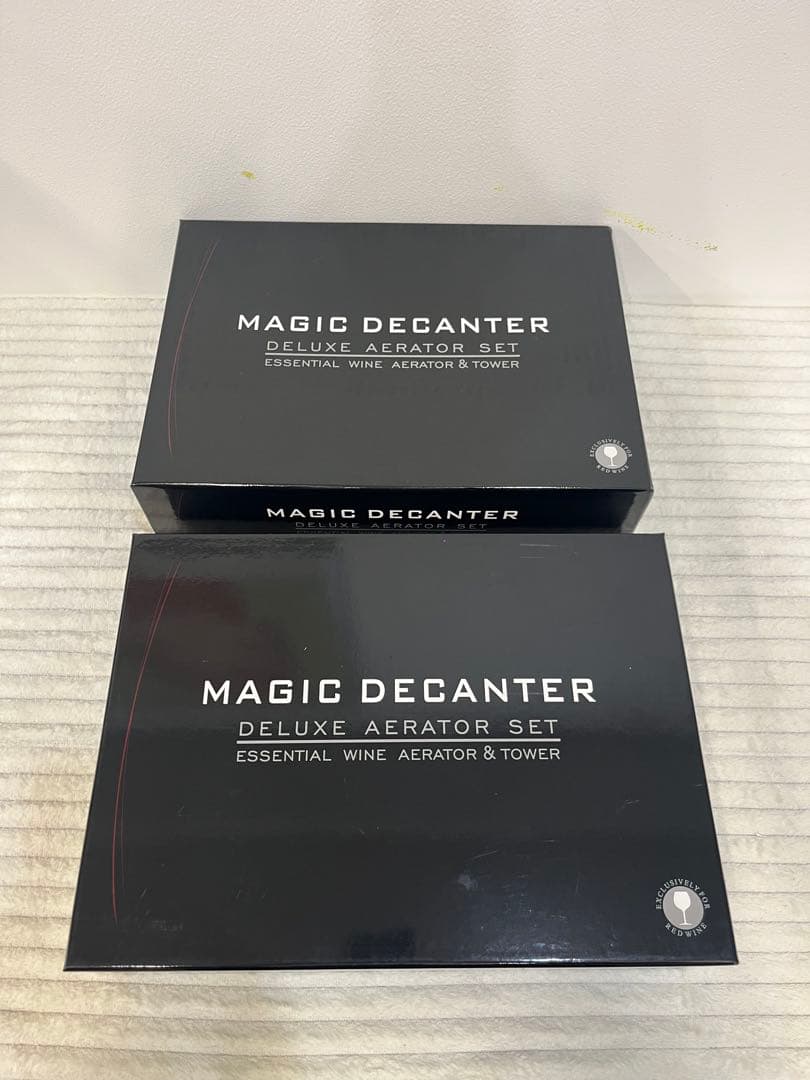 MAGIC DECANTER
DELUXE AERATOR SET
ESSENTIAL WINE AERATOR & TOWER
EXCLUSIVELY FOR
RED WINE
MAGIC DECANTER
DELUXE AERATOR SET
MAGIC DECANTER
DELUXE AERATOR SET
ESSENTIAL WINE AERATOR & TOWER
EXCLUSIVELY FOR
RED WINE